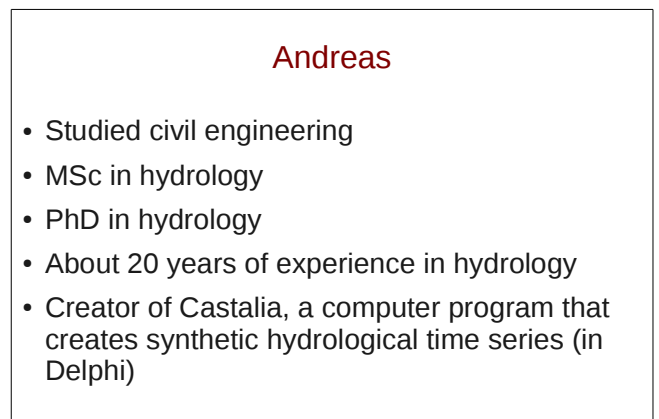 Andreas
• Studied civil engineering
• MSc in hydrology
• PhD in hydrology
• About 20 years of experience in hydrology
• Creator of Castalia, a computer program that
creates synthetic hydrological time series (in
Delphi)